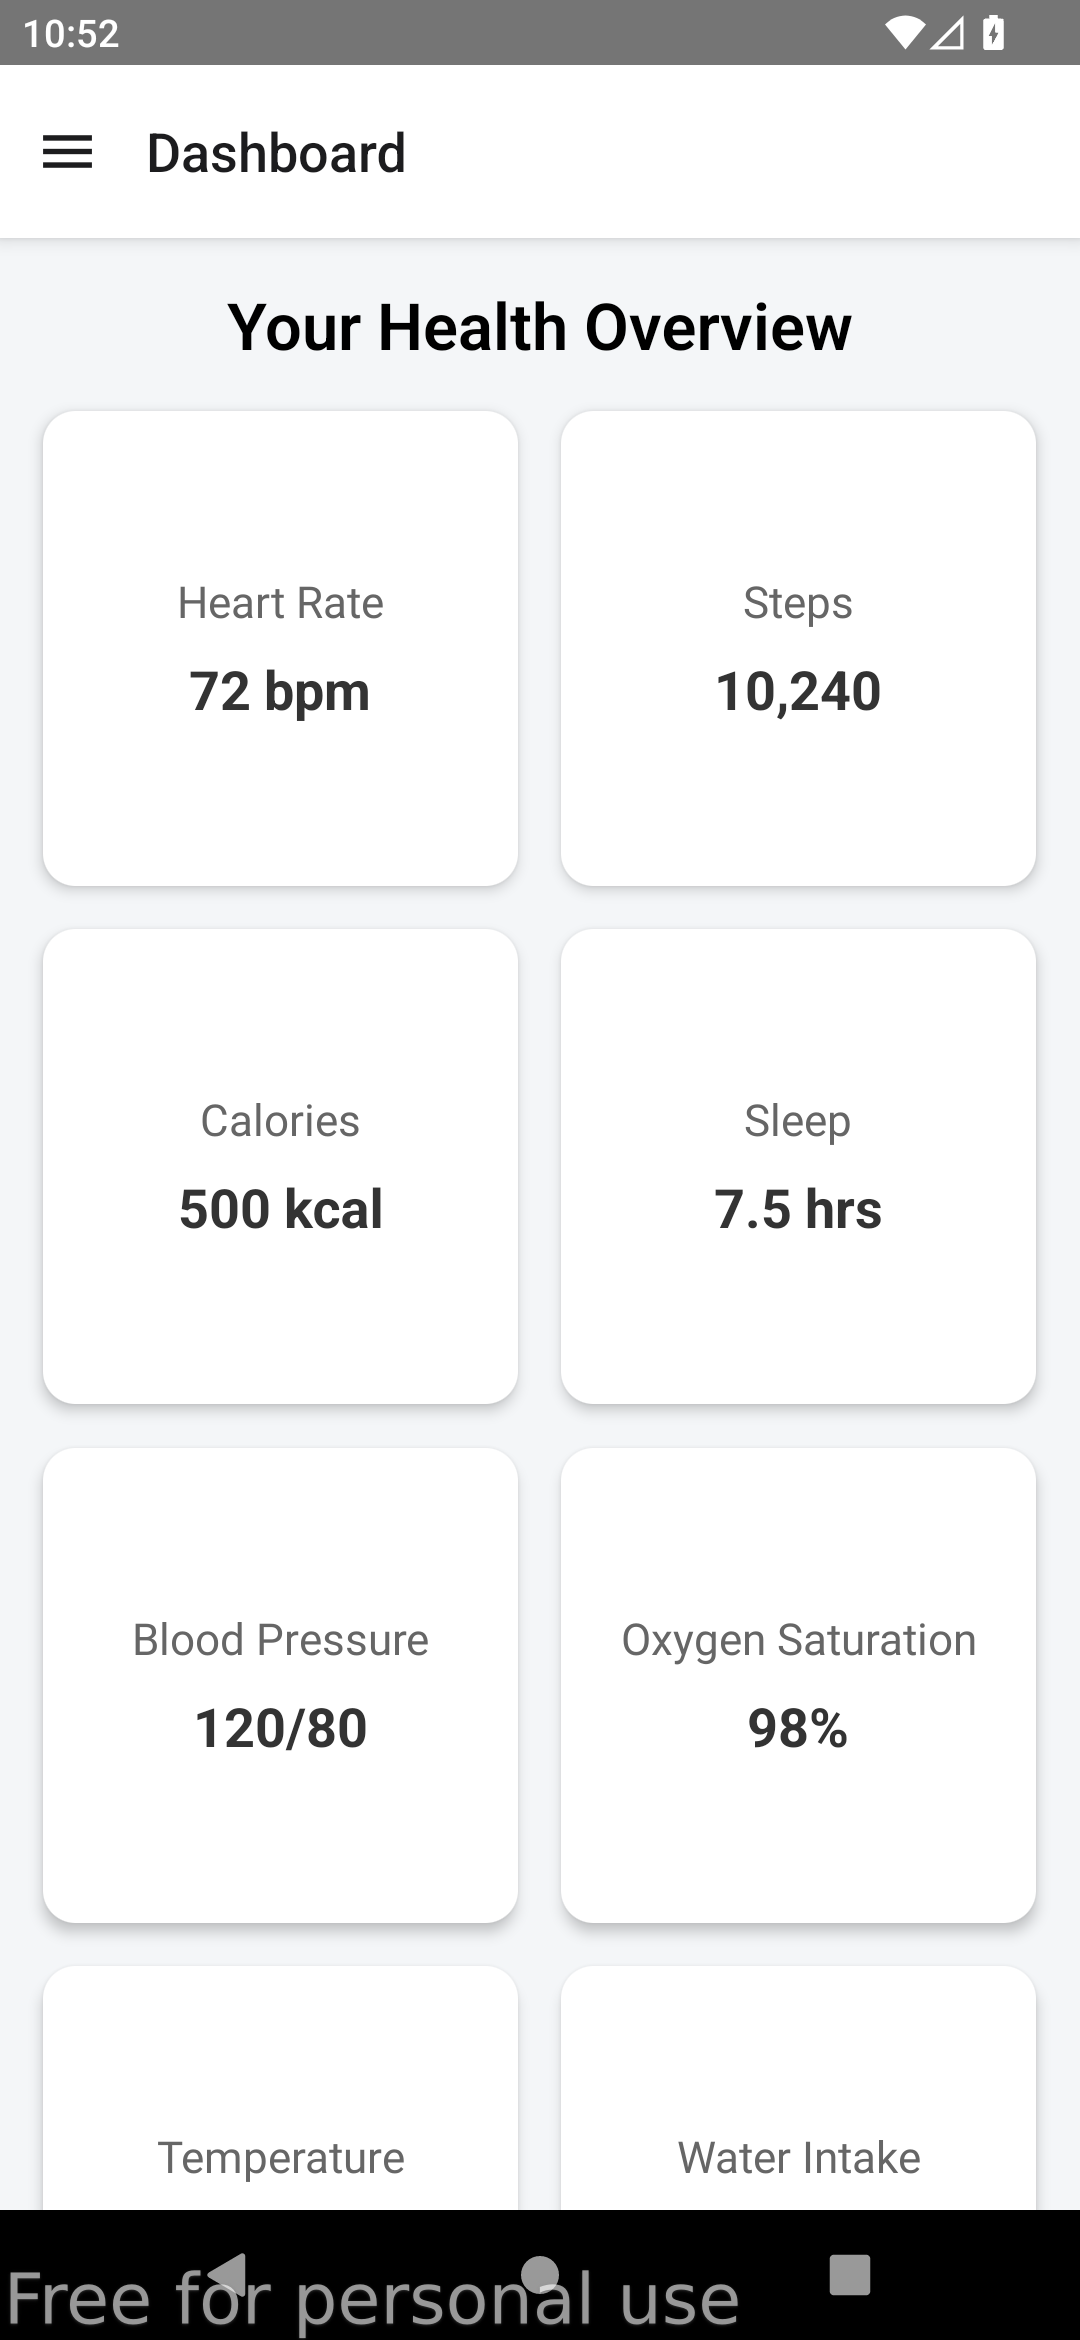 10:52
Dashboard
Your Health Overview
Heart Rate
72 bpm
Steps
10,240
Calories
500 kcal
Sleep
7.5 hrs
Blood Pressure
120/80
Oxygen Saturation
98%
Temperature
Water Intake
Free for personal use